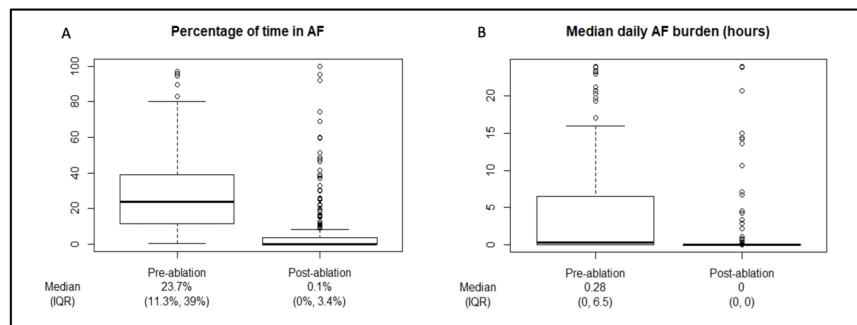 A
Percentage of time in AF
100
80
60
40
20
0
Pre-ablation
Post-ablation
Median
23.7%
0.1%
(IQR)
(11.3%, 39%)
(0%, 3.4%)
B
Median daily AF burden (hours)
20
15
10
5
0
Pre-ablation
Post-ablation
Median
0.28
0
(IQR)
(0, 6.5)
(0, 0)